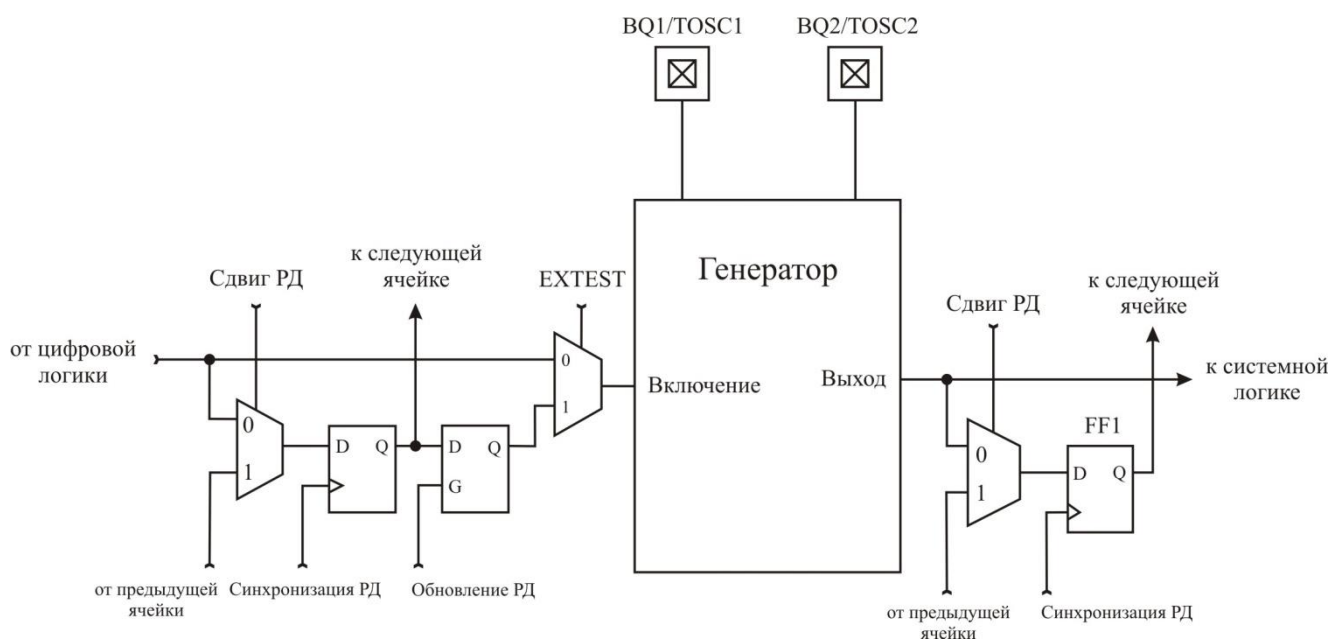 BQ1/TOSC1
BQ2/TOSC2
к следующей
ячейке
Сдвиг РД
EXTEST
Генератор
к следующей
ячейке
Сдвиг РД
от цифровой
логики
0
1
Включение
Выход
к системной
логике
0
1
D
Q
D
Q
G
FF1
0
1
D
Q
от предыдущей
ячейки
Синхронизация РД
Обновление РД
от предыдущей
ячейки
Синхронизация РД